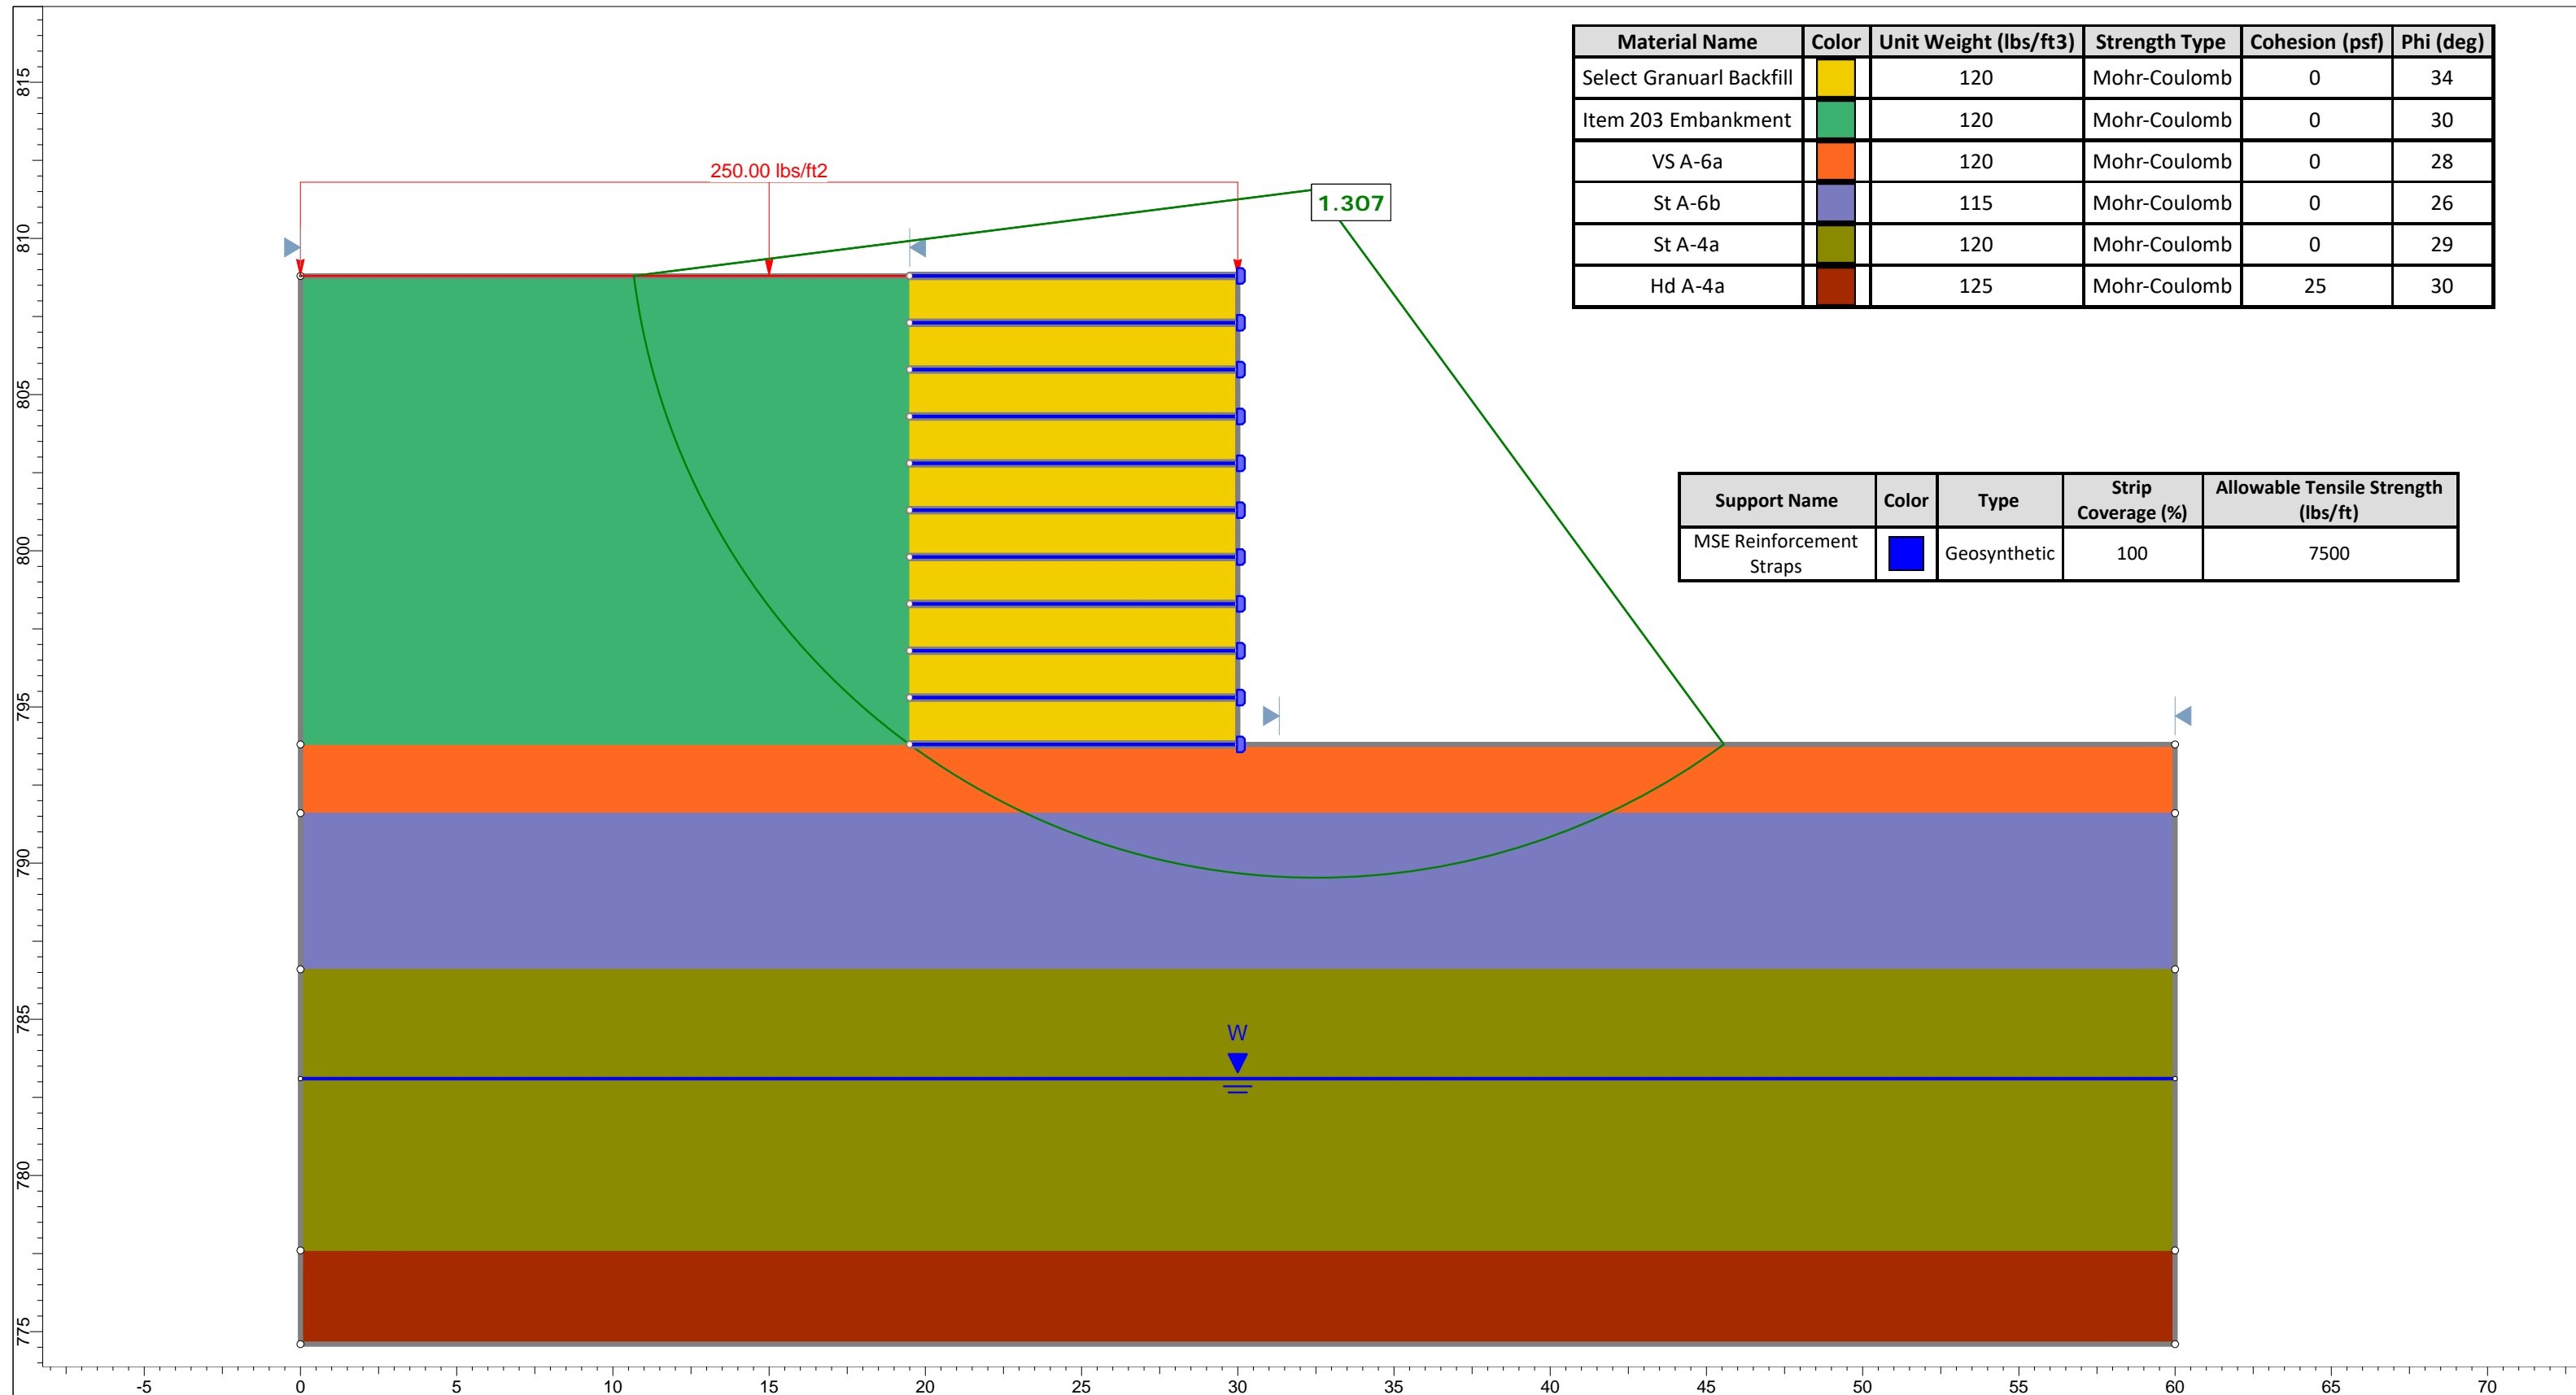 Material Name Color Unit Weight (lbs/ft3) Strength Type Cohesion (psf) Phi (deg)
Select Granuarl Backfill 120 Mohr-Coulomb 0 34
Item 203 Embankment 120 Mohr-Coulomb 0 30
VS A-6a 120 Mohr-Coulomb 0 28
St A-6b 115 Mohr-Coulomb 0 26
St A-4a 120 Mohr-Coulomb 0 29
Hd A-4a 125 Mohr-Coulomb 25 30
250.00 lbs/ft2
1.307
Support Name Color Type Strip Coverage (%) Allowable Tensile Strength (lbs/ft)
MSE Reinforcement Straps Geosynthetic 100 7500
W
815
810
805
800
795
790
785
780
775
-5 0 5 10 15 20 25 30 35 40 45 50 55 60 65 70